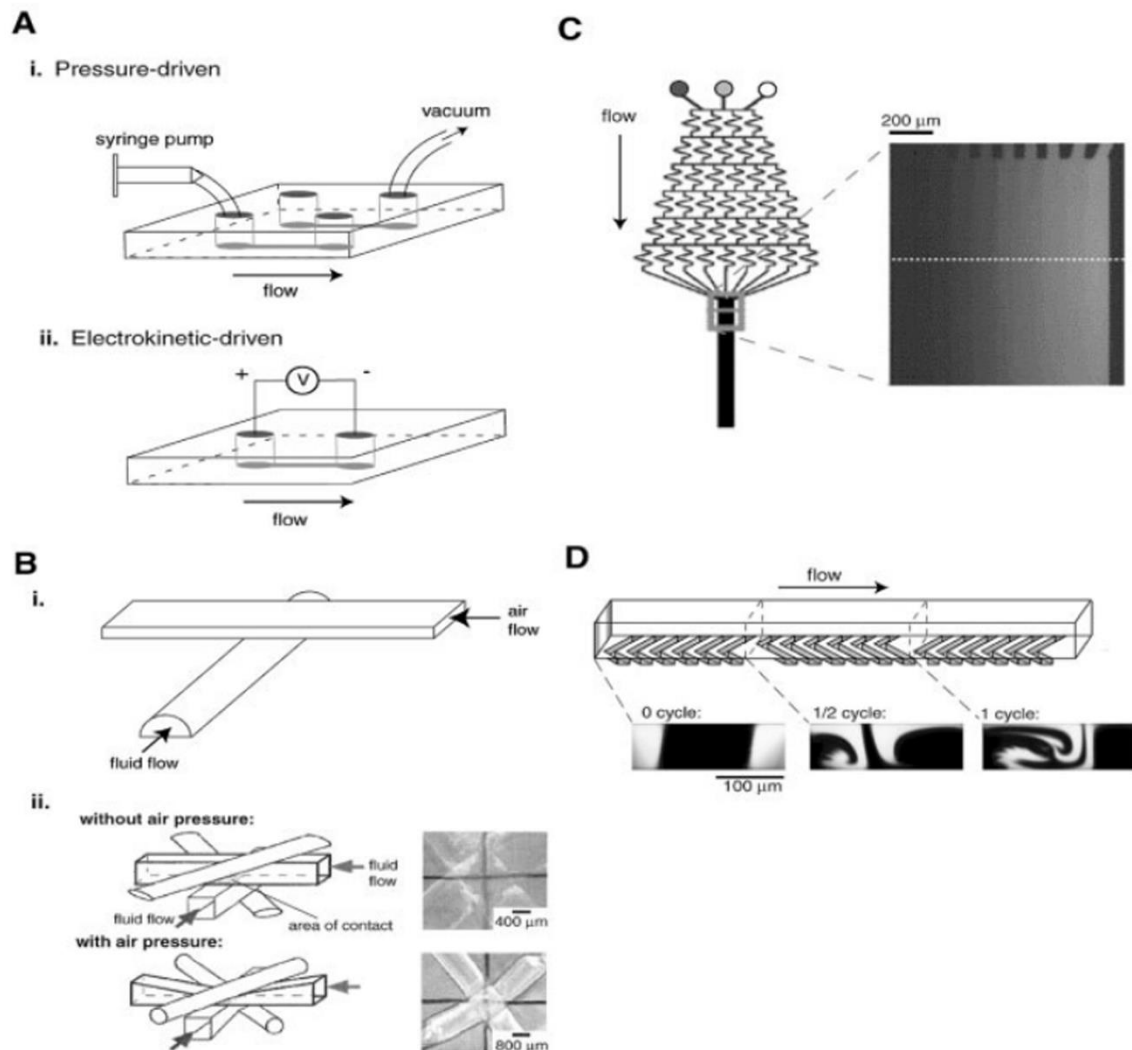 A
i. Pressure-driven
vacuum
syringe pump
flow
ii. Electrokinetic-driven
+ V -
flow
B
i.
air
flow
fluid flow
ii.
without air pressure:
fluid
flow
fluid flow
area of contact
400 μm
with air pressure:
800 μm
C
flow
200 μm
D
flow
0 cycle:
1/2 cycle:
1 cycle:
100 μm